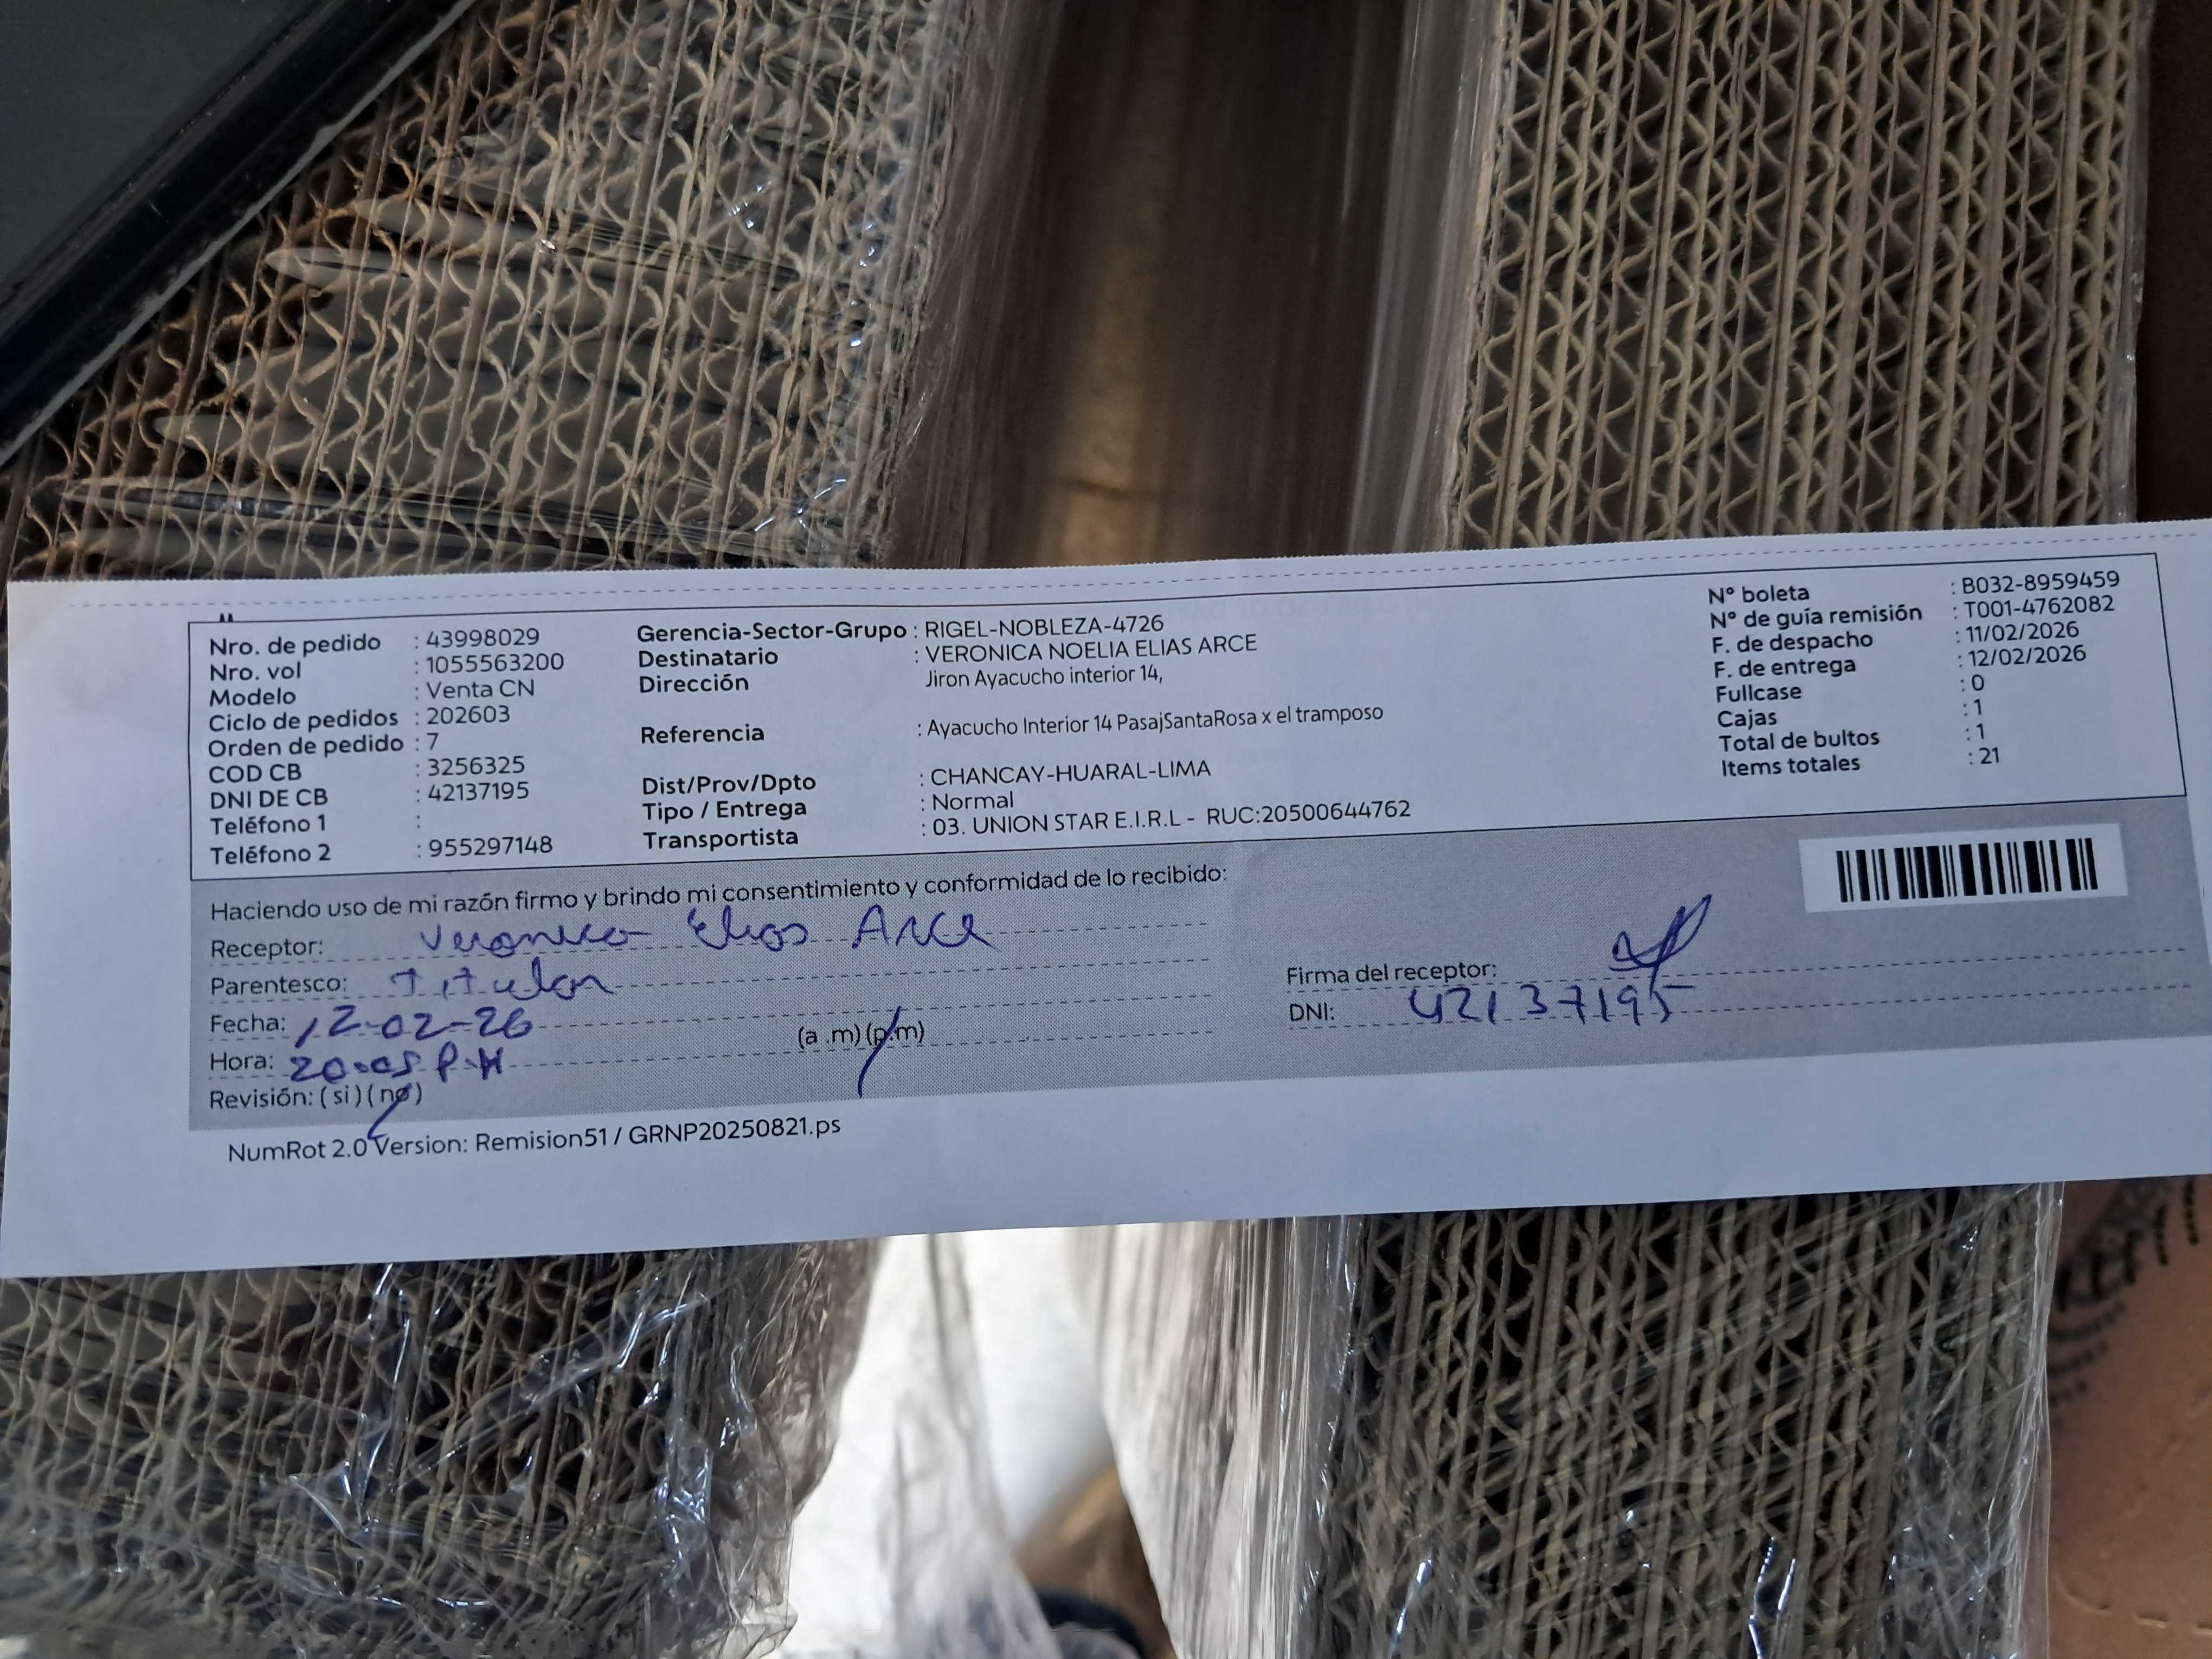 Nro. de pedido : 43998029
Nro. vol : 1055563200
Modelo : Venta CN
Ciclo de pedidos : 202603
Orden de pedido : 7
COD CB : 3256325
DNI DE CB : 42137195
Teléfono 1 :
Teléfono 2 : 955297148
Gerencia-Sector-Grupo : RIGEL-NOBLEZA-4726
Destinatario : VERONICA NOELIA ELIAS ARCE
Dirección Jiron Ayacucho interior 14,
Referencia : Ayacucho Interior 14 PasajSantaRosa x el tramposo
Dist/Prov/Dpto : CHANCAY-HUARAL-LIMA
Tipo / Entrega : Normal
Transportista : 03. UNION STAR E.I.R.L - RUC:20500644762
N° boleta : B032-8959459
N° de guía remisión : T001-4762082
F. de despacho : 11/02/2026
F. de entrega : 12/02/2026
Fullcase : 0
Cajas : 1
Total de bultos : 1
Items totales : 21
Haciendo uso de mi razón firmo y brindo mi consentimiento y conformidad de lo recibido:
Receptor: Veronica Elias Arce
Parentesco: Titular
Fecha: 12-02-26
Hora: 20:05 P.M (a .m) (p.m)
Revisión: ( si ) ( no )
Firma del receptor:
DNI: 42137195
NumRot 2.0 Version: Remision51 / GRNP20250821.ps